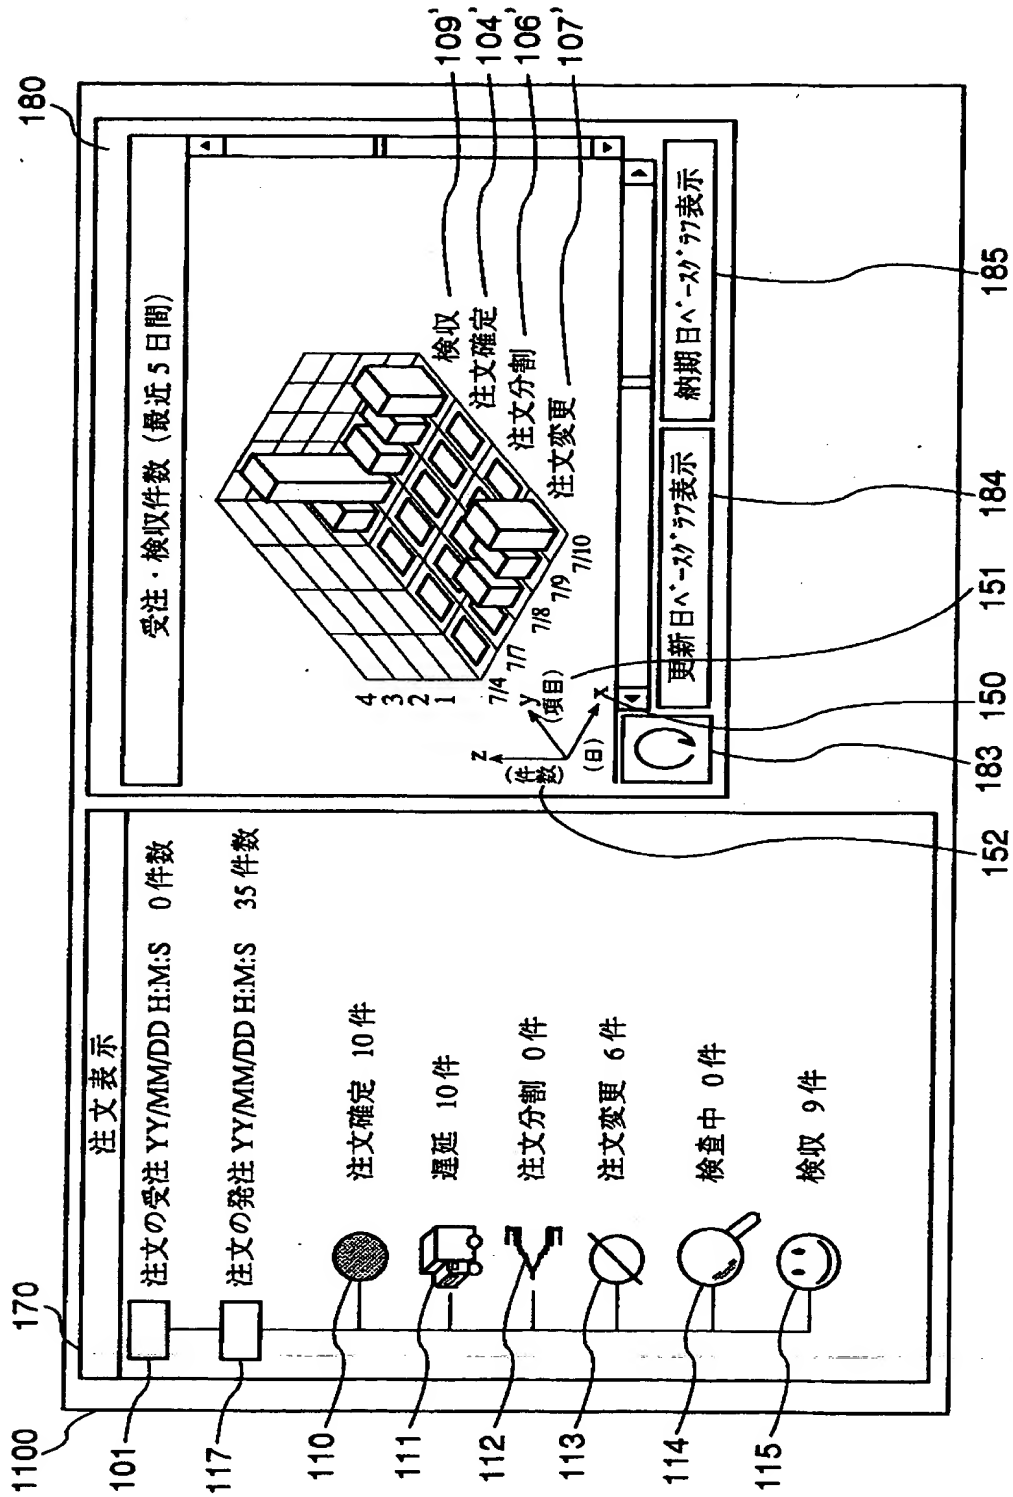 1100
170
180
注文表示
101
注文の受注 YY/MM/DD H:M:S 0件数
117
注文の発注 YY/MM/DD H:M:S 35件数
110
注文確定 10件
111
遅延 10件
112
注文分割 0件
113
注文変更 6件
114
検査中 0件
115
検収 9件
受注・検収件数（最近5日間）
4
3
2
1
7/4
7/7
7/8
7/9
7/10
検収
注文確定
注文分割
注文変更
109'
104'
106'
107'
z
(件数)
y
(項目)
x
(日)
更新日ﾍﾞｰｽｸﾞﾗﾌ表示
納期日ﾍﾞｰｽｸﾞﾗﾌ表示
152
183
150
151
184
185